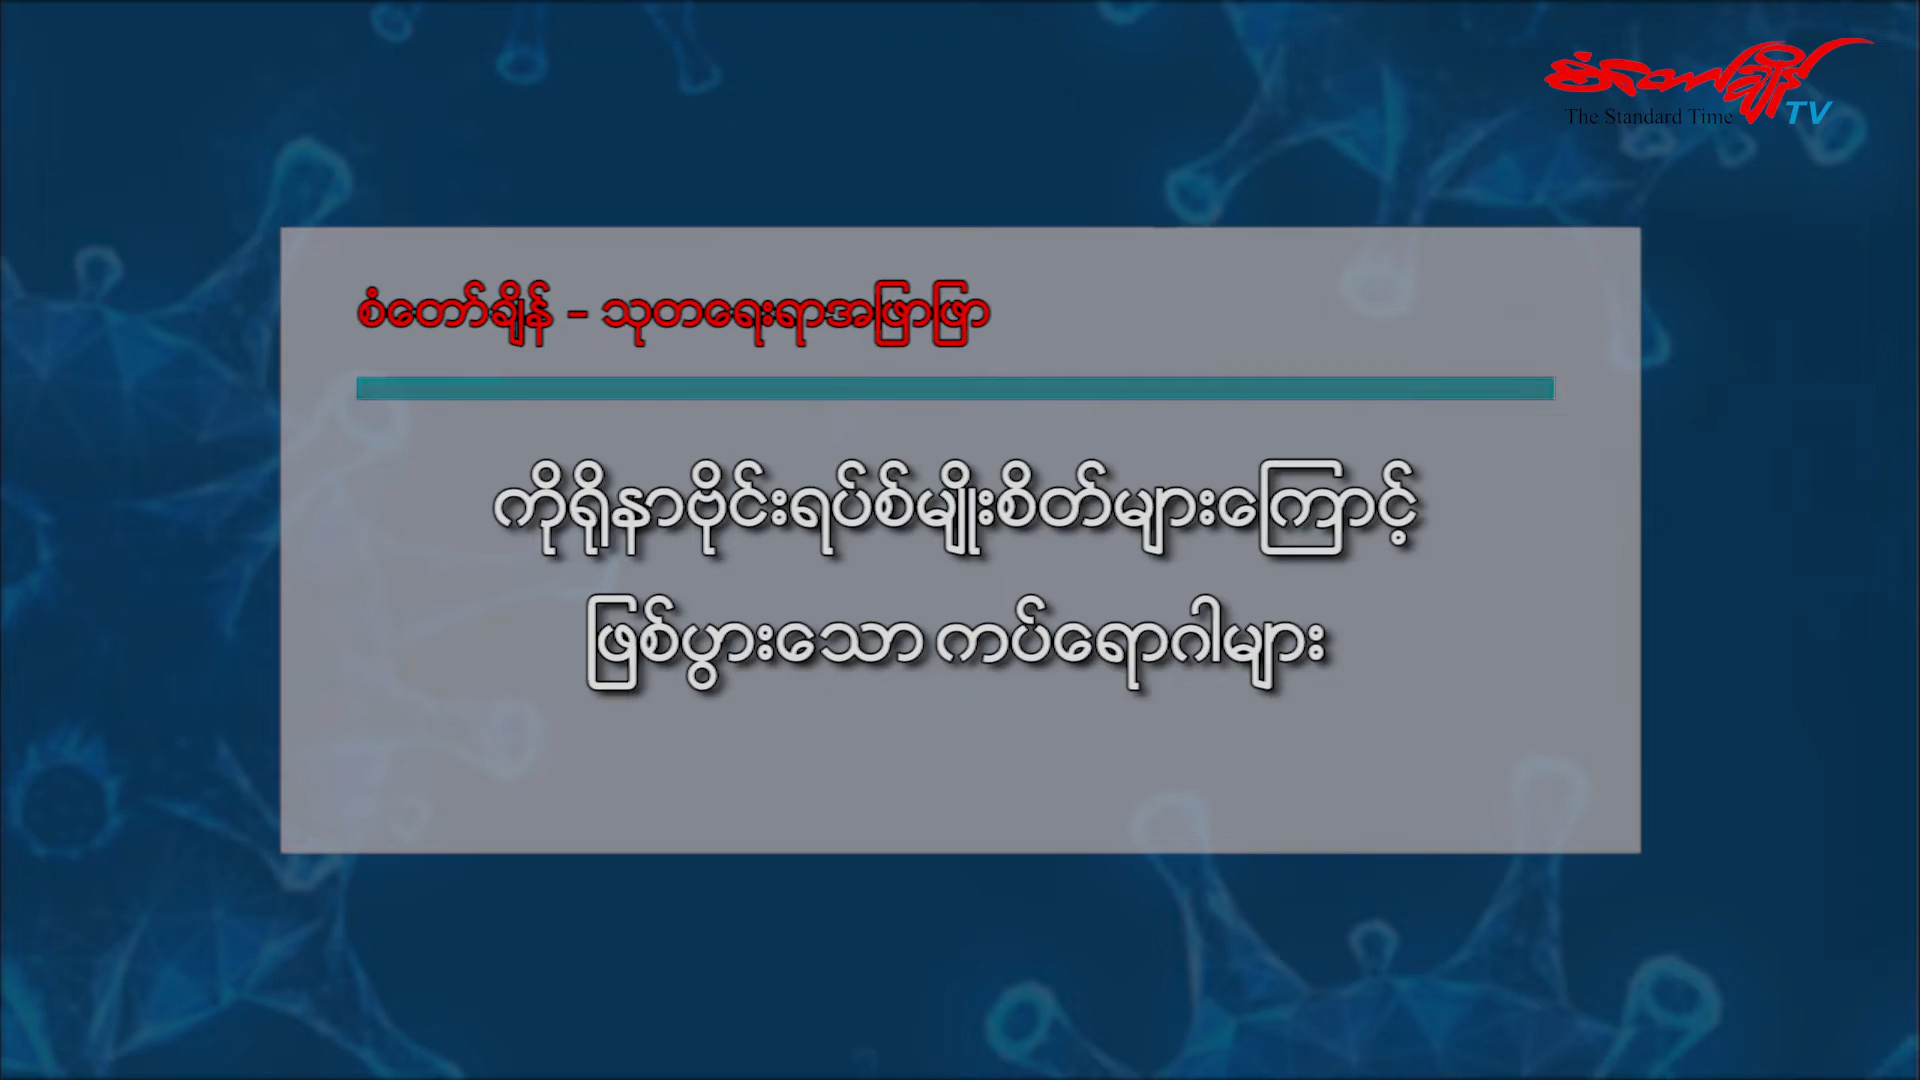 စံတော်ချိန်
The Standard Time TV
စံတော်ချိန် - သုတရေးရာအဖြာဖြာ
ကိုရိုနာဗိုင်းရပ်စ်မျိုးစိတ်များကြောင့်
ဖြစ်ပွားသော ကပ်ရောဂါများ